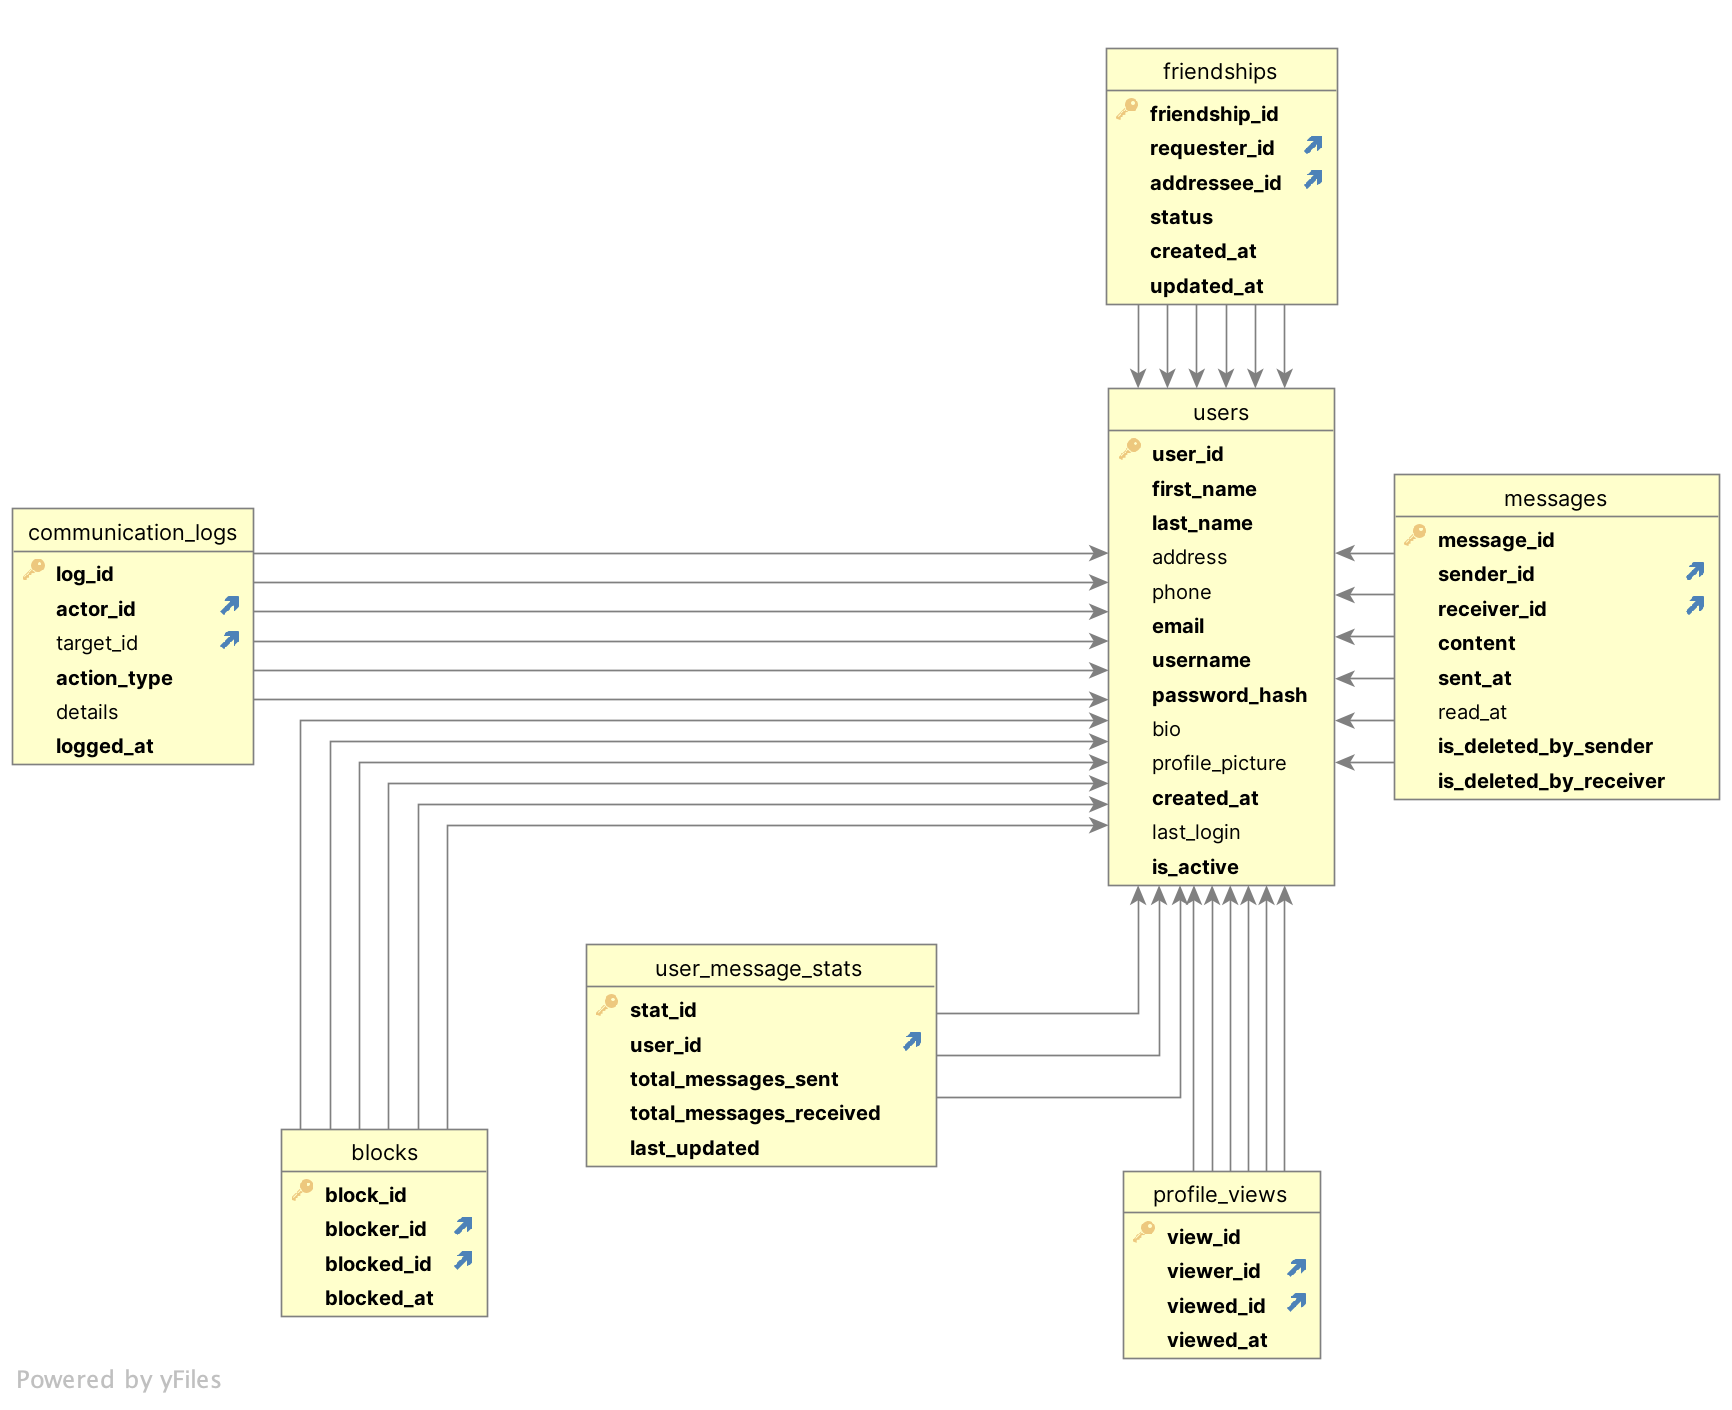 friendships
friendship_id
requester_id
addressee_id
status
created_at
updated_at
users
user_id
first_name
last_name
address
phone
email
username
password_hash
bio
profile_picture
created_at
last_login
is_active
messages
message_id
sender_id
receiver_id
content
sent_at
read_at
is_deleted_by_sender
is_deleted_by_receiver
communication_logs
log_id
actor_id
target_id
action_type
details
logged_at
user_message_stats
stat_id
user_id
total_messages_sent
total_messages_received
last_updated
blocks
block_id
blocker_id
blocked_id
blocked_at
profile_views
view_id
viewer_id
viewed_id
viewed_at
Powered by yFiles